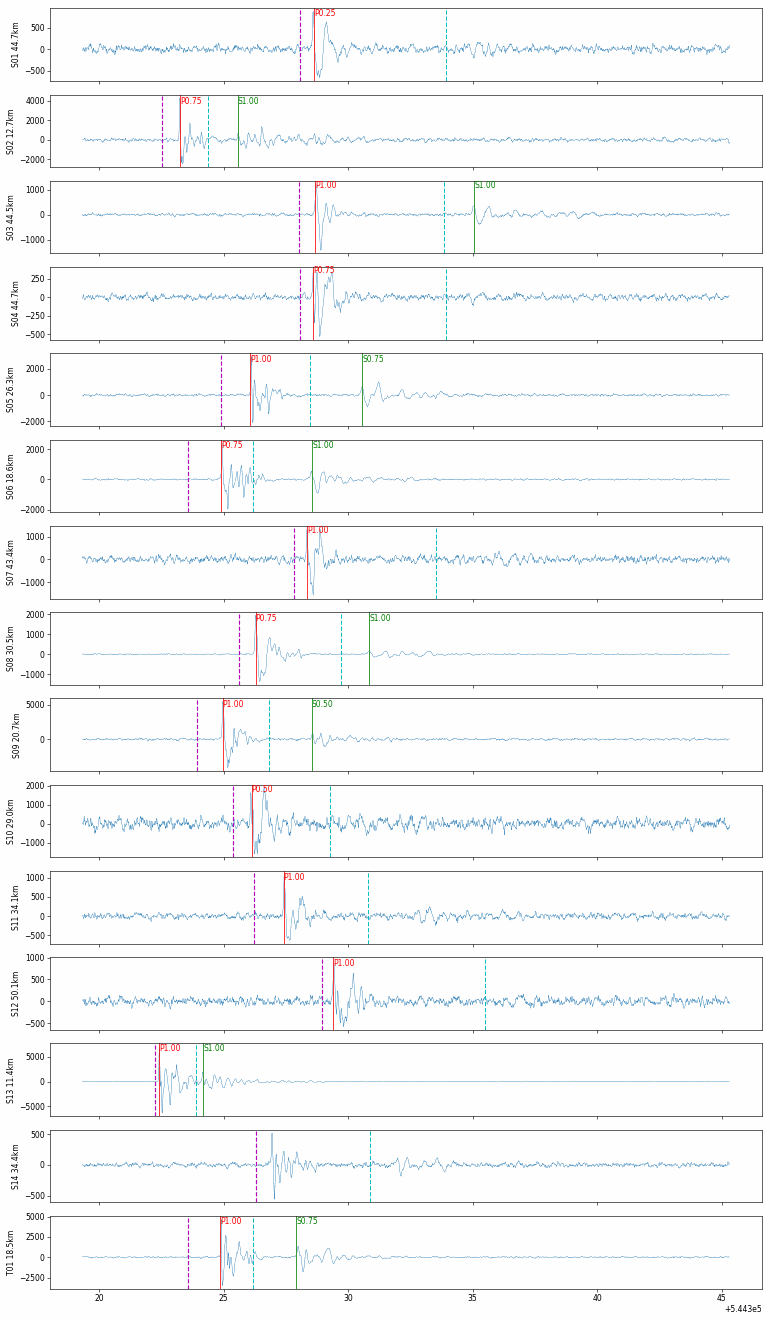 P0.25
500
0
−500
S01 44.7km
P0.75
S1.00
4000
2000
0
−2000
S02 12.7km
P1.00
S1.00
1000
0
−1000
S03 44.5km
P0.75
250
0
−250
−500
S04 44.7km
P1.00
S0.75
2000
0
−2000
S05 26.3km
P0.75
S1.00
2000
0
−2000
S06 18.6km
P1.00
1000
0
−1000
S07 43.4km
P0.75
S1.00
2000
1000
0
−1000
S08 30.5km
P1.00
S0.50
5000
0
S09 20.7km
P0.50
2000
1000
0
−1000
S10 29.0km
P1.00
1000
500
0
−500
S11 34.1km
P1.00
1000
500
0
−500
S12 50.1km
P1.00
S1.00
5000
0
−5000
S13 11.4km
500
0
−500
S14 34.4km
P1.00
S0.75
5000
2500
0
−2500
T01 18.5km
20 25 30 35 40 45
+5.443e5